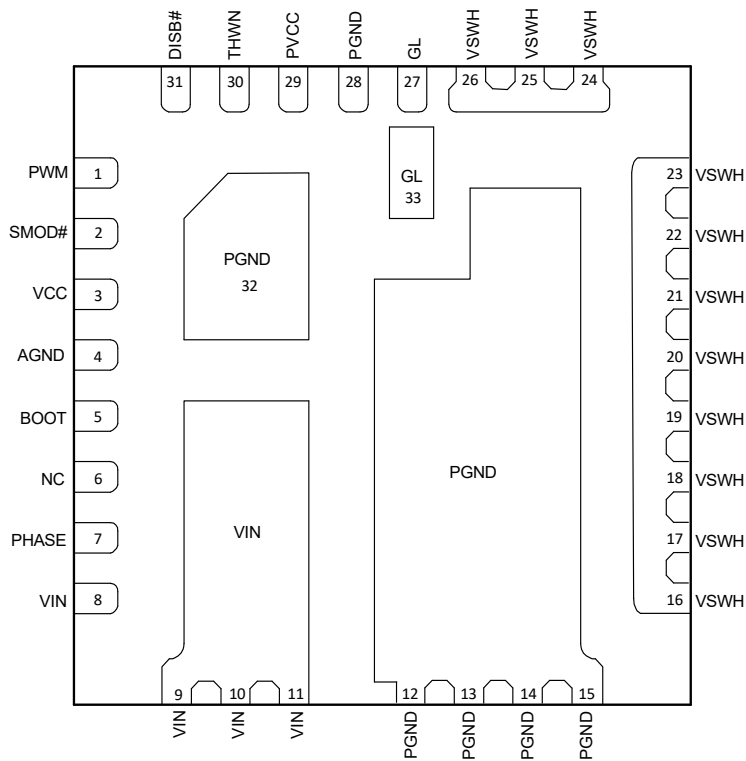 DISB#
THWN
PVCC
PGND
GL
VSWH
VSWH
VSWH
31
30
29
28
27
26
25
24
PWM
1
SMOD#
2
VCC
3
AGND
4
BOOT
5
NC
6
PHASE
7
VIN
8
GL
33
PGND
32
VIN
PGND
23 VSWH
22 VSWH
21 VSWH
20 VSWH
19 VSWH
18 VSWH
17 VSWH
16 VSWH
9
10
11
12
13
14
15
VIN
VIN
VIN
PGND
PGND
PGND
PGND